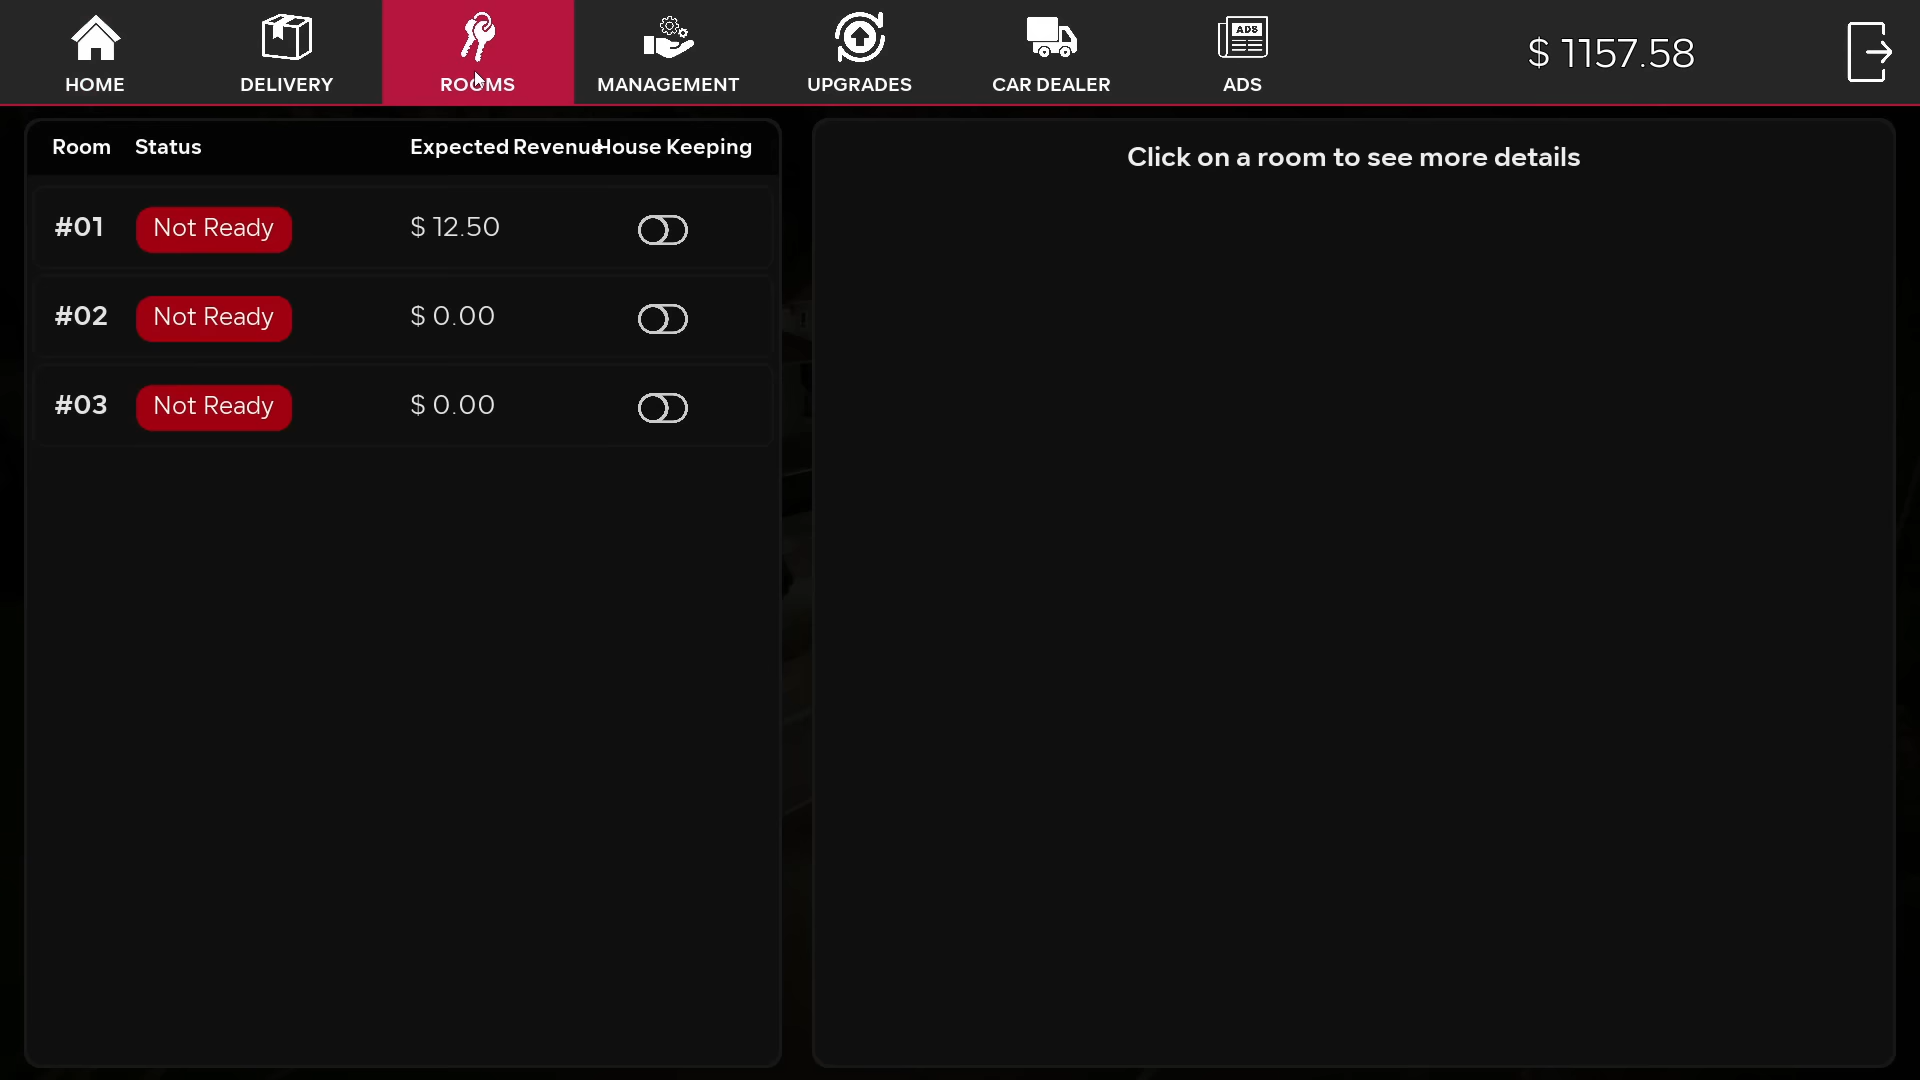 HOME
DELIVERY
ROOMS
MANAGEMENT
UPGRADES
CAR DEALER
ADS
ADS
$ 1157.58
Room Status Expected Revenue House Keeping
#01 Not Ready $ 12.50
#02 Not Ready $ 0.00
#03 Not Ready $ 0.00
Click on a room to see more details